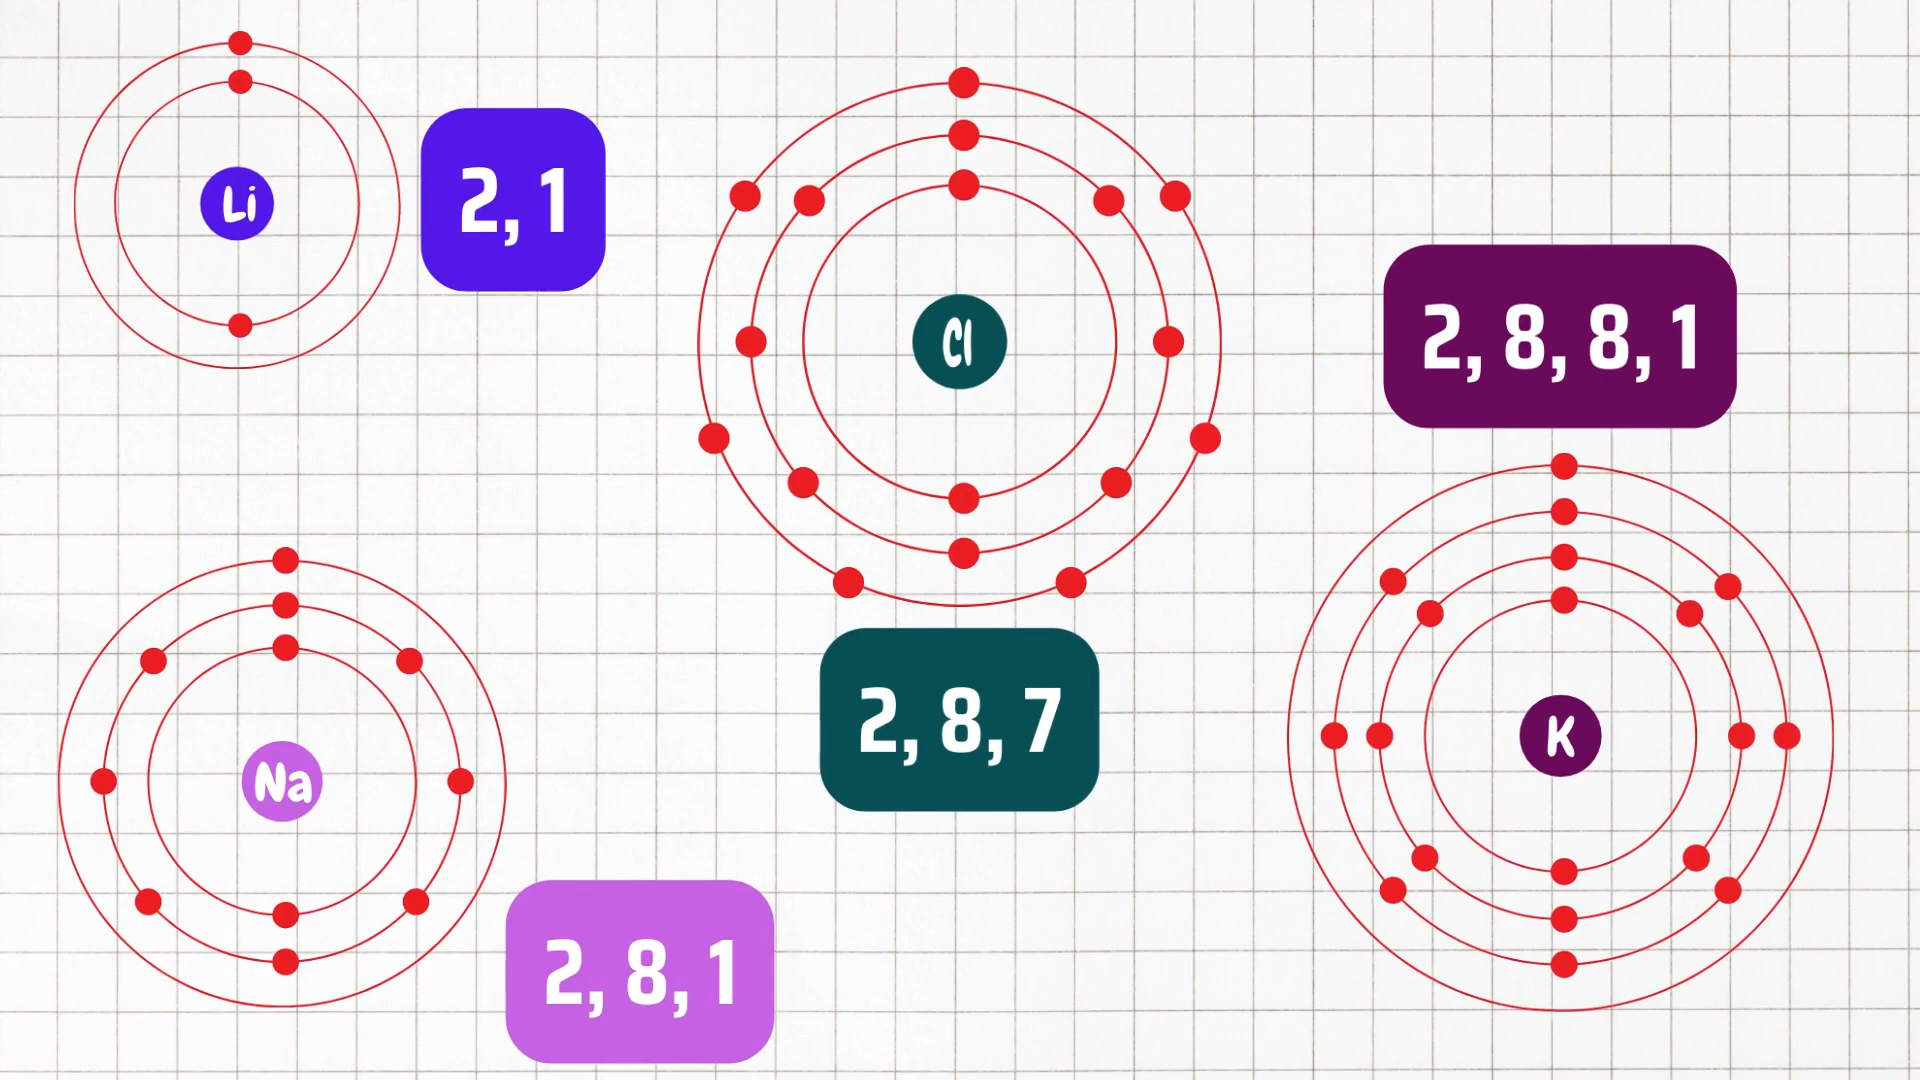 Li
2, 1
Cl
2, 8, 8, 1
2, 8, 7
K
Na
2, 8, 1